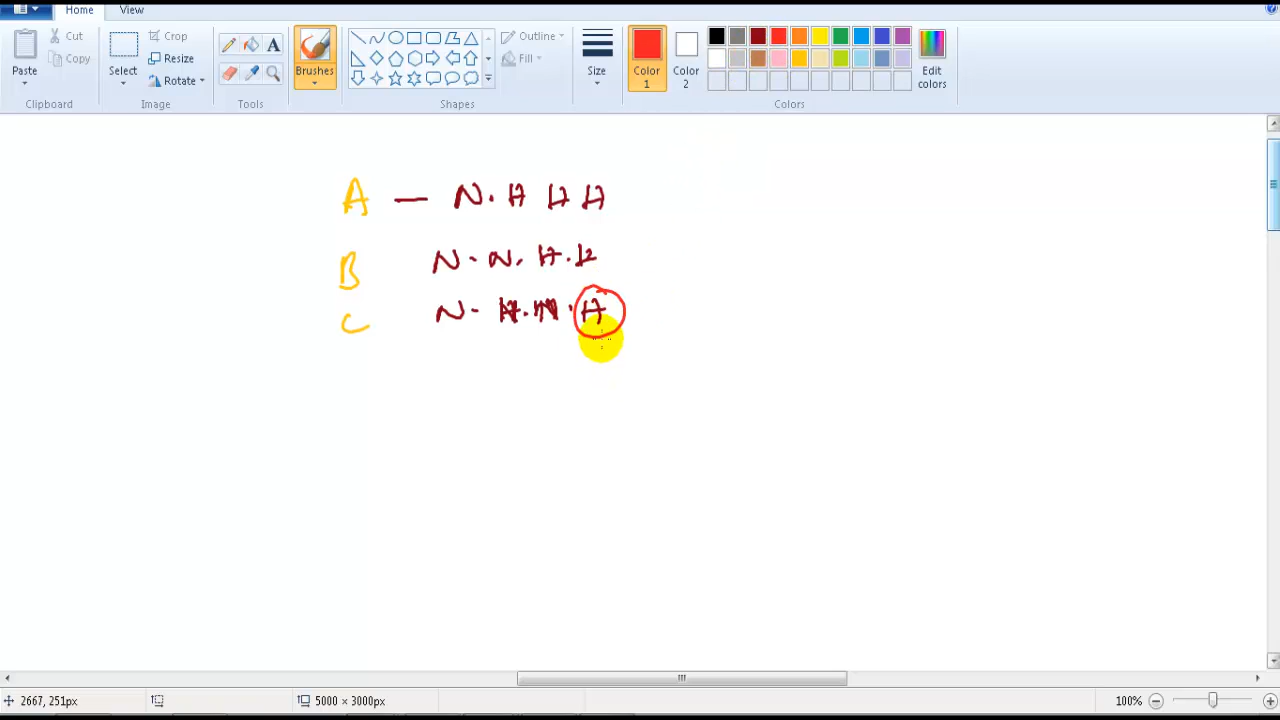 Home View
Paste
Cut
Copy
Clipboard
Select
Crop
Resize
Rotate
Image
A
Tools
Brushes
Outline
Fill
Shapes
Size
Color 1
Color 2
Edit colors
Colors
A — N. H H H
B N. N. H. H
C N. . . H
2667, 251px
5000 × 3000px
100%